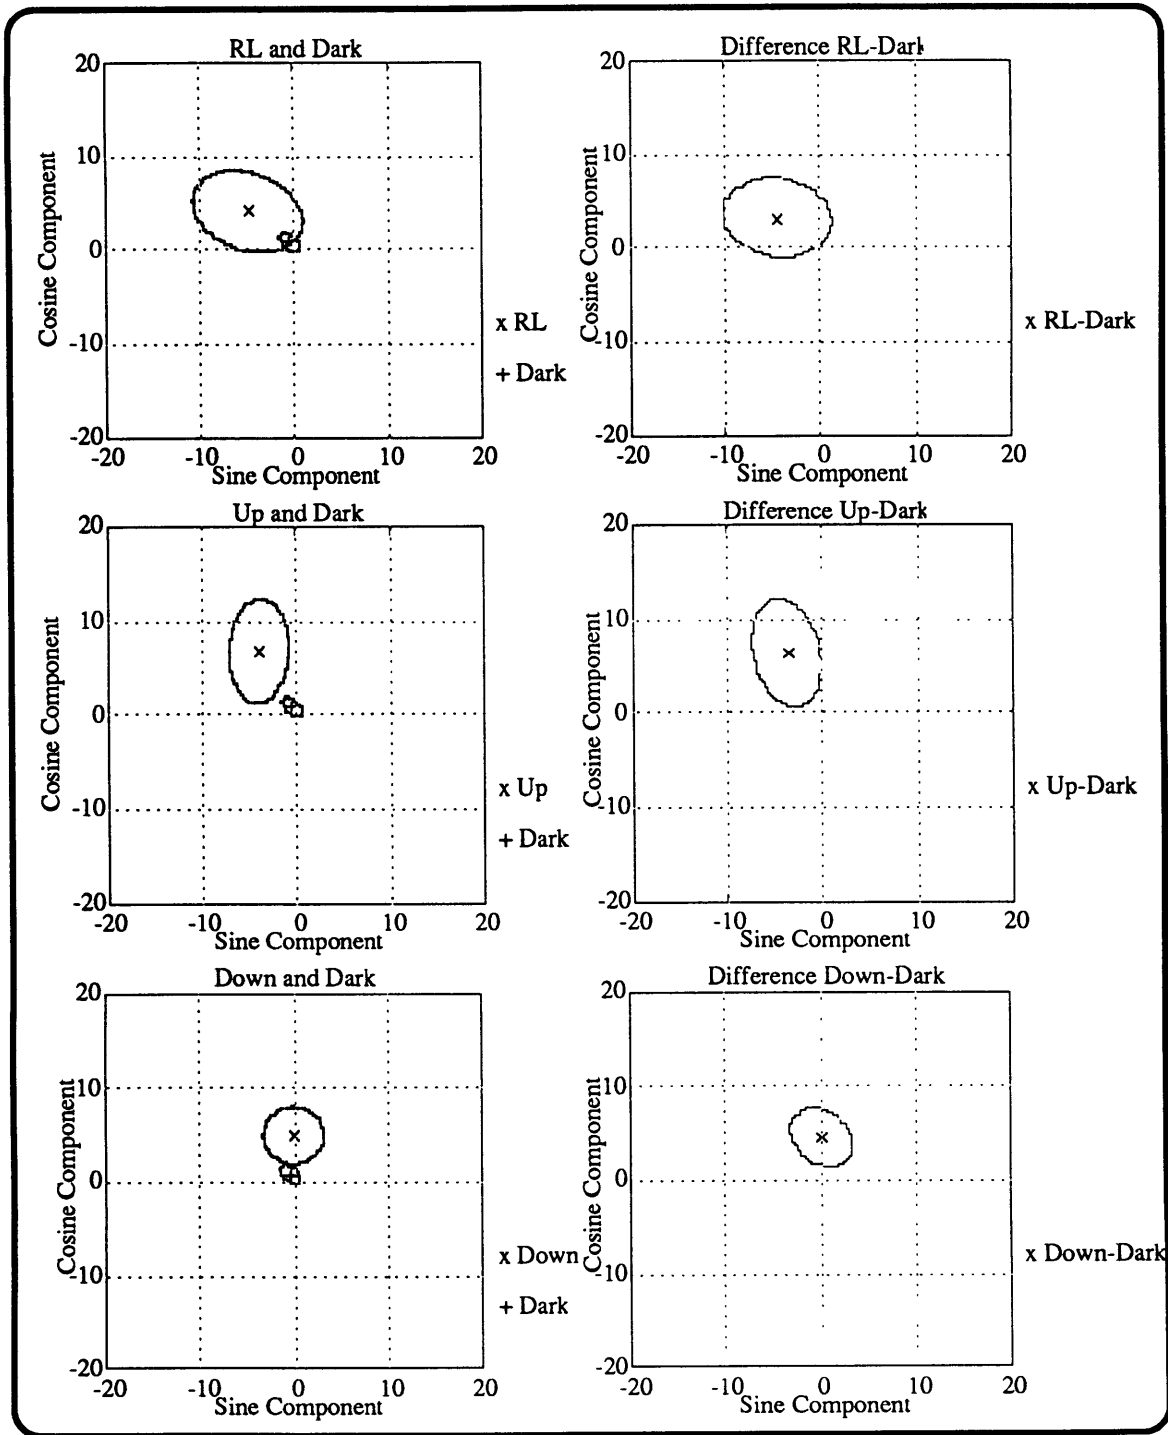 RL and Dark
20
10
0
-10
-20
Cosine Component
-20 -10 0 10 20
Sine Component
x RL
+ Dark
Difference RL-Dark
20
10
0
-10
-20
Cosine Component
-20 -10 0 10 20
Sine Component
x RL-Dark
Up and Dark
20
10
0
-10
-20
Cosine Component
-20 -10 0 10 20
Sine Component
x Up
+ Dark
Difference Up-Dark
20
10
0
-10
-20
Cosine Component
-20 -10 0 10 20
Sine Component
x Up-Dark
Down and Dark
20
10
0
-10
-20
Cosine Component
-20 -10 0 10 20
Sine Component
x Down
+ Dark
Difference Down-Dark
20
10
0
-10
-20
Cosine Component
-20 -10 0 10 20
Sine Component
x Down-Dark